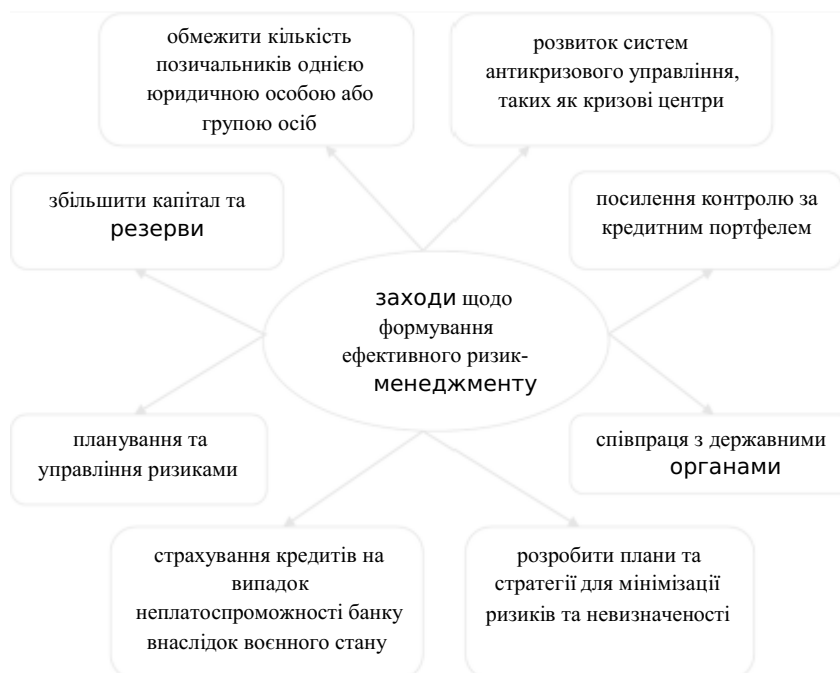 обмежити кількість
позичальників однією
юридичною особою або
групою осіб
розвиток систем
антикризового управління,
таких як кризові центри
збільшити капітал та
резерви
посилення контролю за
кредитним портфелем
заходи щодо
формування
ефективного ризик-
менеджменту
планування та
управління ризиками
співпраця з державними
органами
страхування кредитів на
випадок
неплатоспроможності банку
внаслідок воєнного стану
розробити плани та
стратегії для мінімізації
ризиків та невизначеності